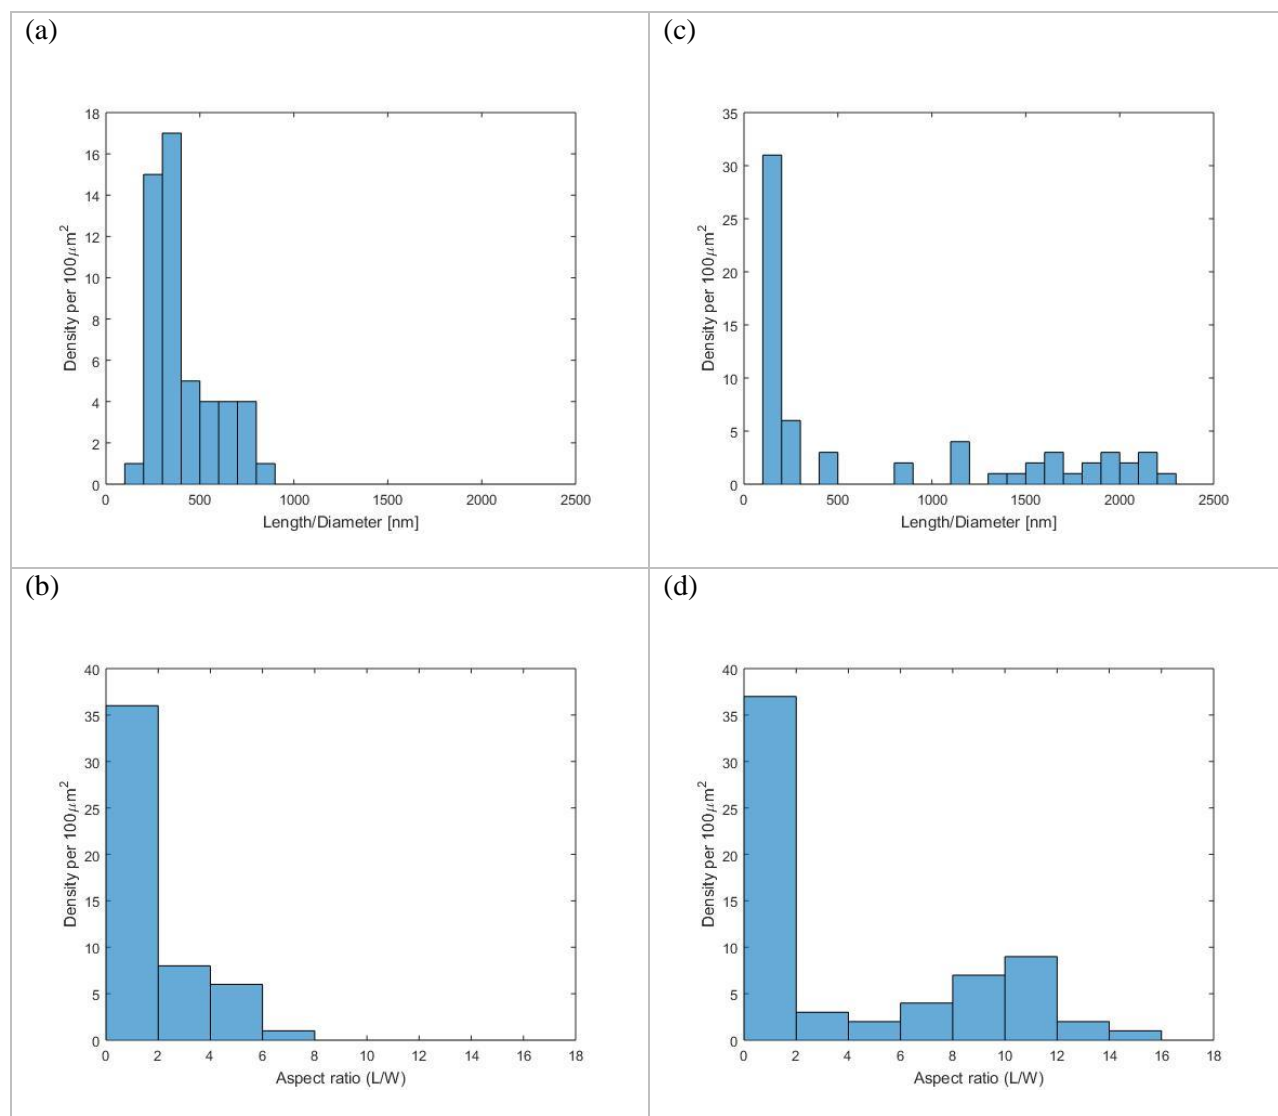 (a)
18
16
14
12
10
8
6
4
2
0
Density per 100μm²
0 500 1000 1500 2000 2500
Length/Diameter [nm]
(c)
35
30
25
20
15
10
5
0
Density per 100μm²
0 500 1000 1500 2000 2500
Length/Diameter [nm]
(b)
40
35
30
25
20
15
10
5
0
Density per 100μm²
0 2 4 6 8 10 12 14 16 18
Aspect ratio (L/W)
(d)
40
35
30
25
20
15
10
5
0
Density per 100μm²
0 2 4 6 8 10 12 14 16 18
Aspect ratio (L/W)